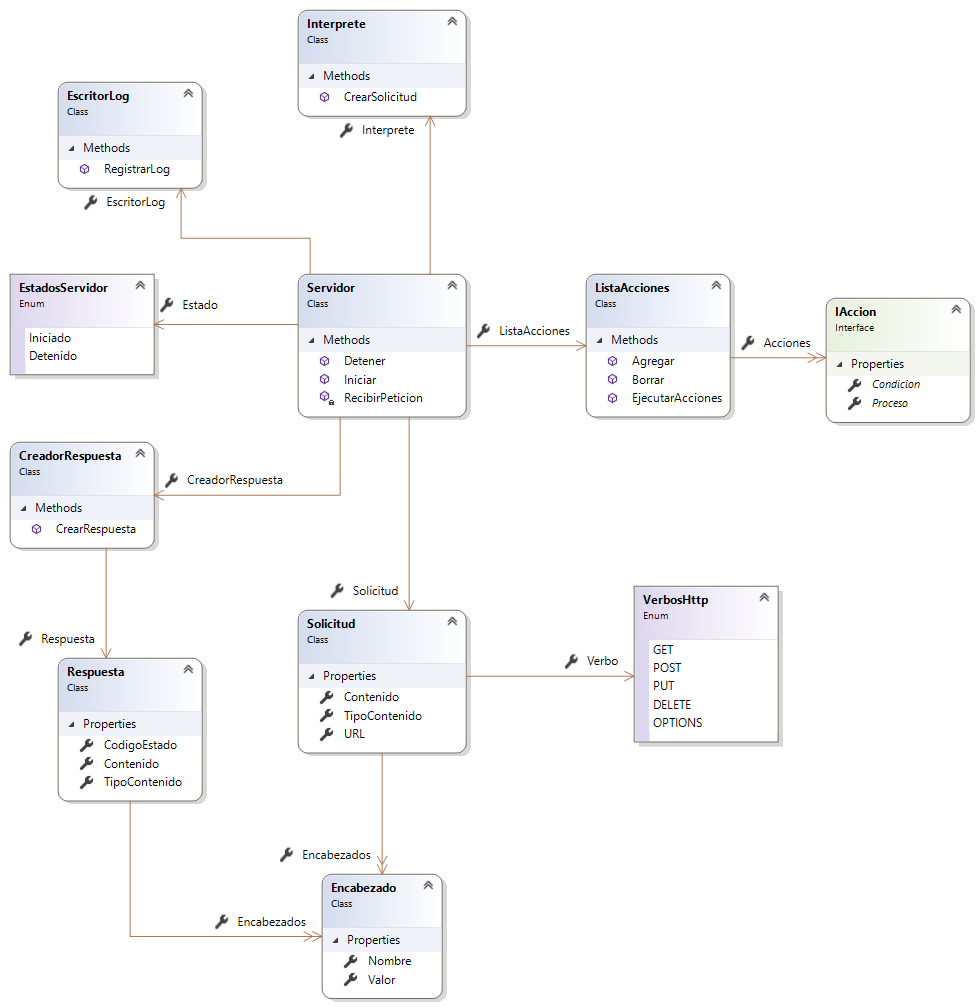 Interprete
Class
Methods
CrearSolicitud
Interprete
EscritorLog
Class
Methods
RegistrarLog
EscritorLog
EstadosServidor
Enum
Iniciado
Detenido
Estado
Servidor
Class
Methods
Detener
Iniciar
RecibirPeticion
ListaAcciones
ListaAcciones
Class
Methods
Agregar
Borrar
EjecutarAcciones
Acciones
IAccion
Interface
Properties
Condicion
Proceso
CreadorRespuesta
Class
Methods
CrearRespuesta
CreadorRespuesta
Respuesta
Respuesta
Class
Properties
CodigoEstado
Contenido
TipoContenido
Solicitud
Solicitud
Class
Properties
Contenido
TipoContenido
URL
Verbo
VerbosHttp
Enum
GET
POST
PUT
DELETE
OPTIONS
Encabezados
Encabezados
Encabezado
Class
Properties
Nombre
Valor